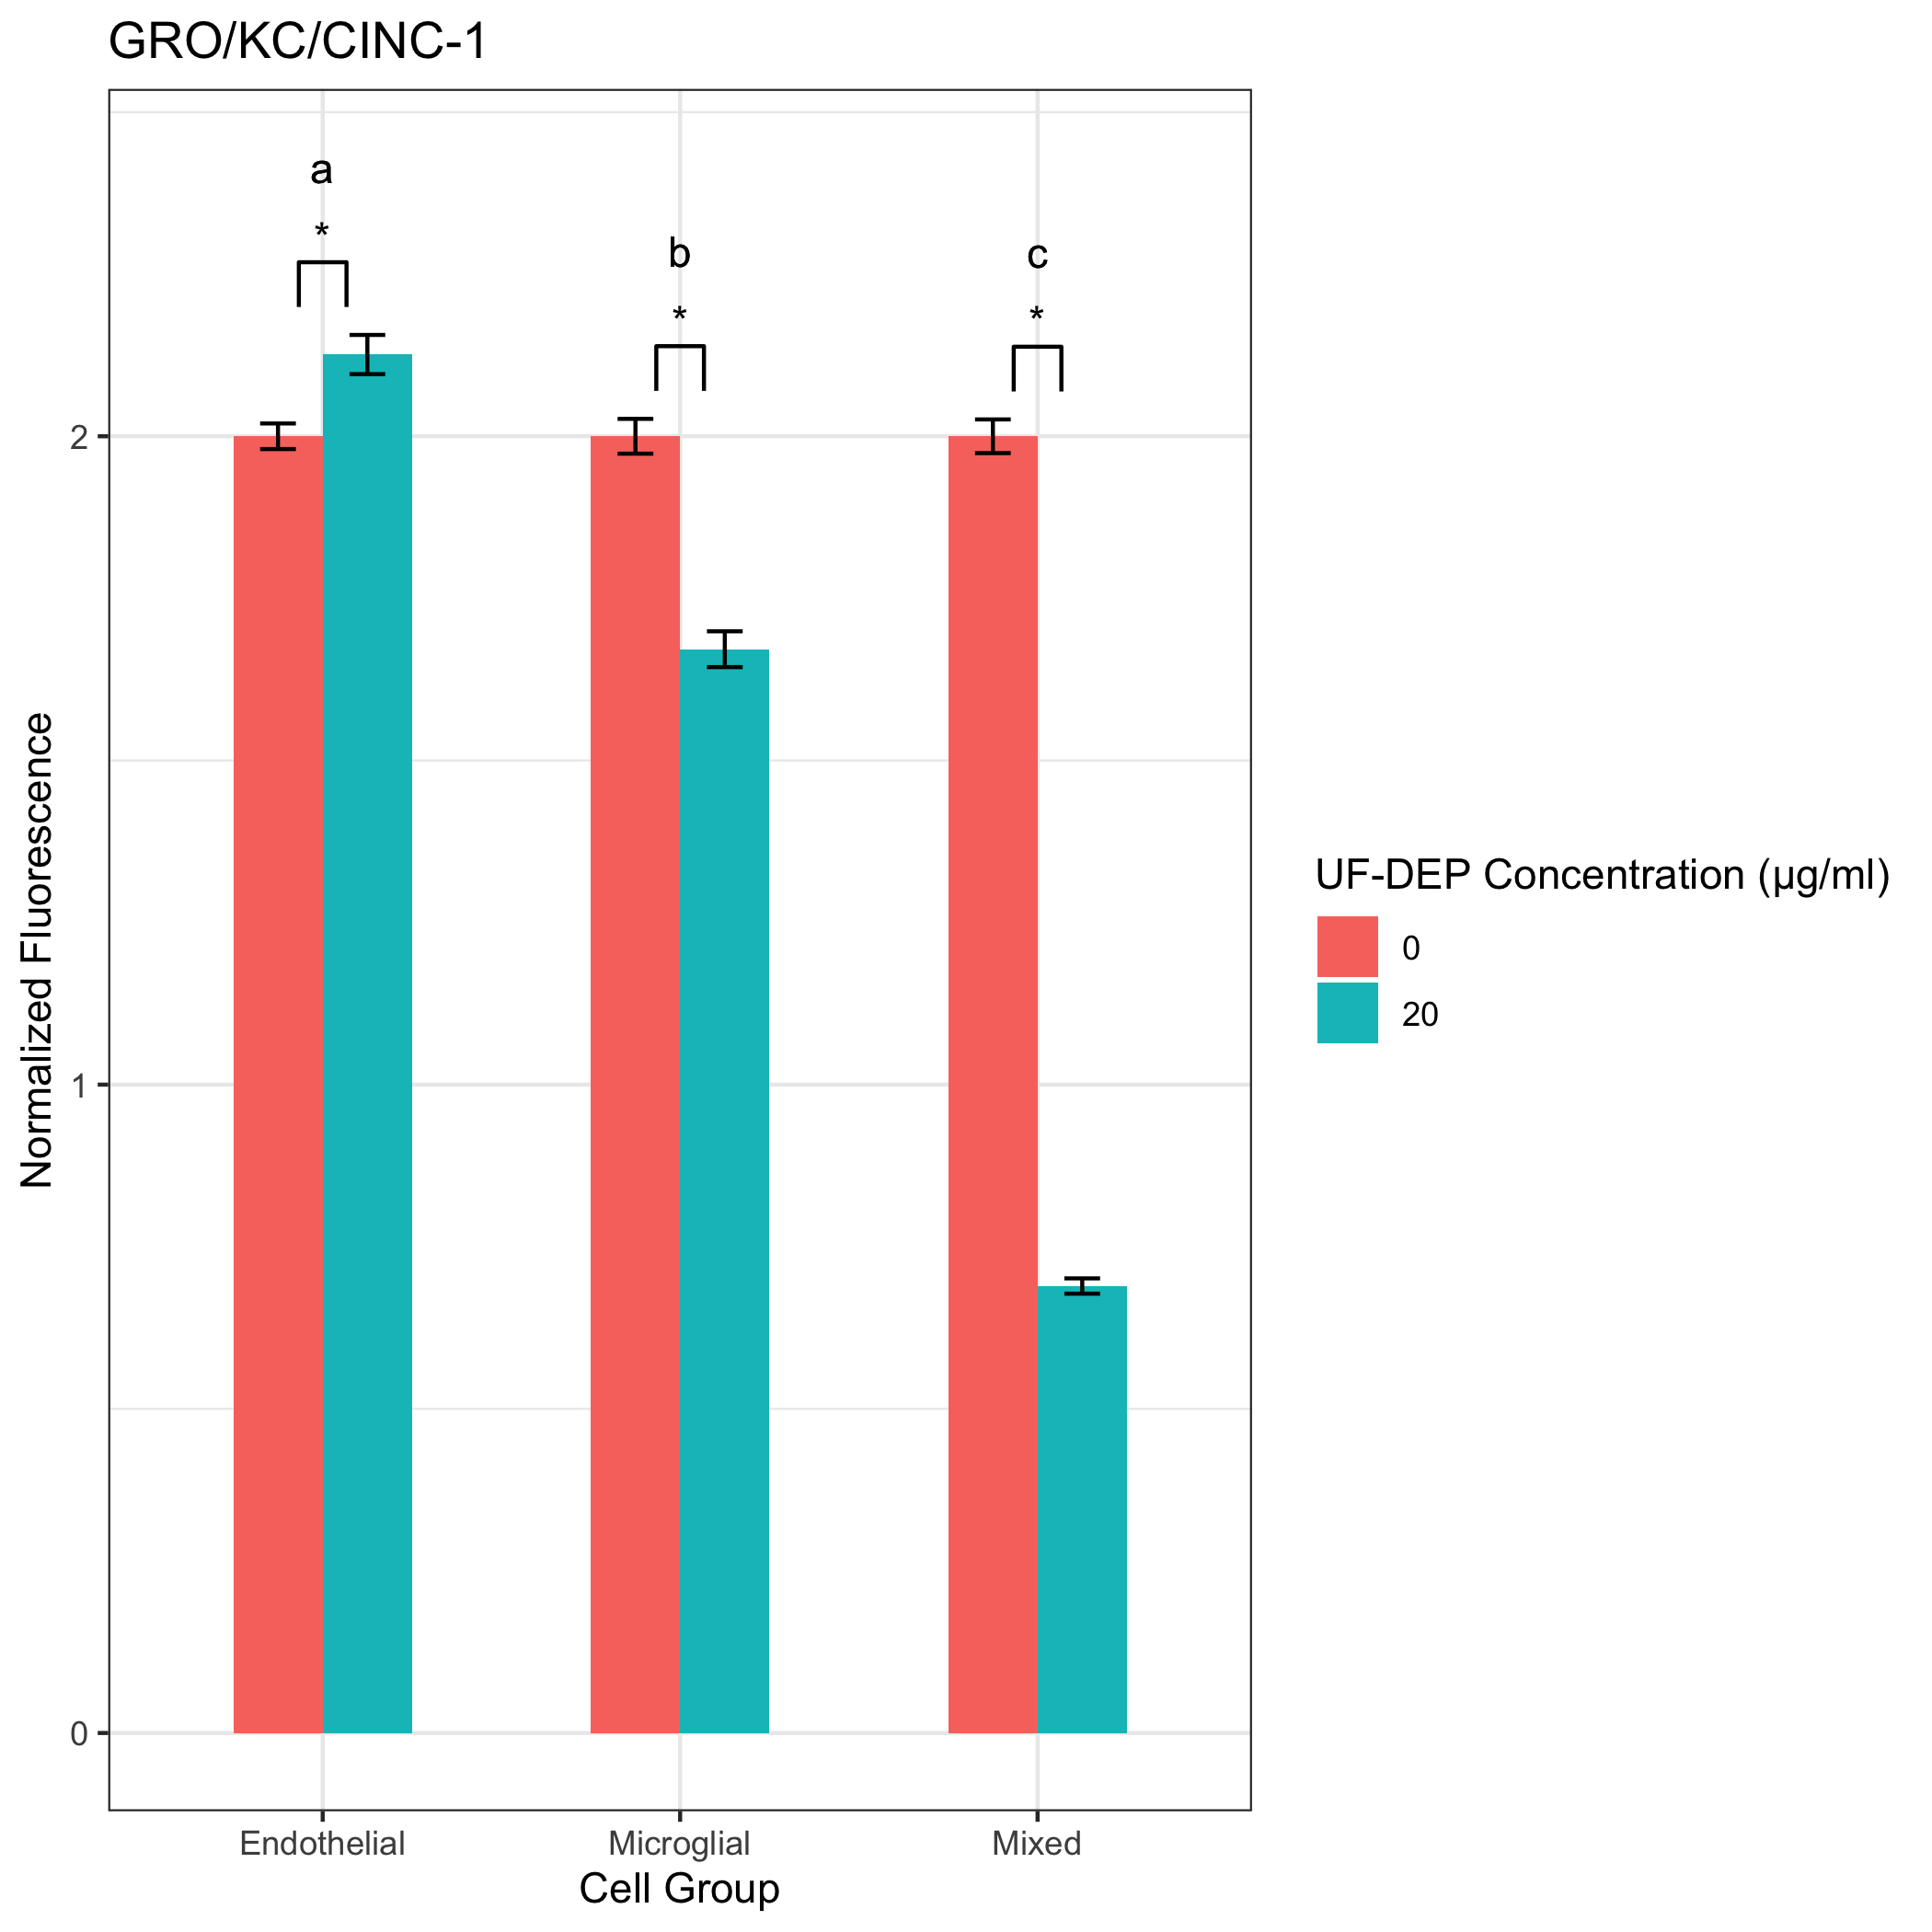 GRO/KC/CINC-1
a
*
b
*
c
*
2
1
0
Normalized Fluorescence
Endothelial
Microglial
Mixed
Cell Group
UF-DEP Concentration (µg/ml)
0
20